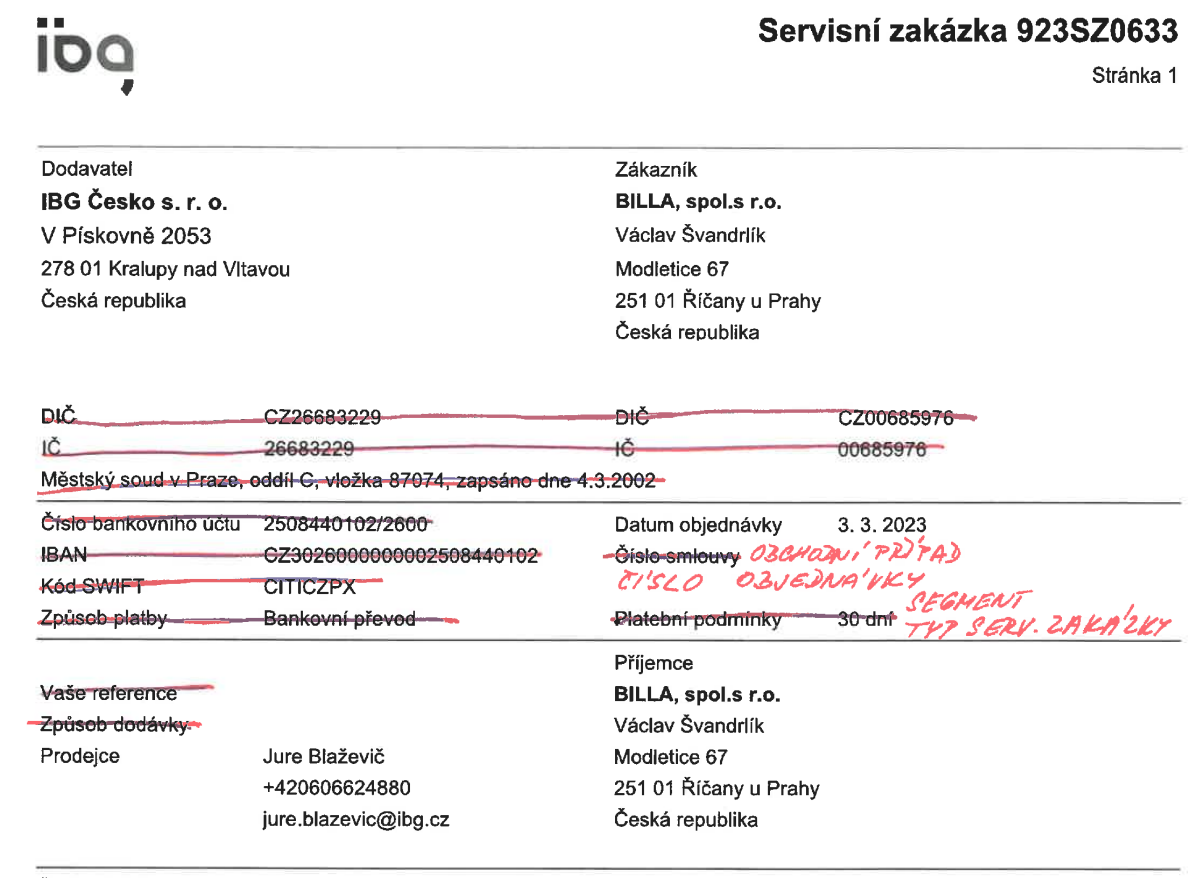 ibg
Servisní zakázka 923SZ0633
Stránka 1
Dodavatel
IBG Česko s. r. o.
V Pískovně 2053
278 01 Kralupy nad Vltavou
Česká republika
Zákazník
BILLA, spol.s r.o.
Václav Švandrlík
Modletice 67
251 01 Říčany u Prahy
Česká republika
DIČ CZ26683229 DIČ CZ00685976
IČ 26683229 IČ 00685976
Městský soud v Praze, oddíl C, vložka 87074, zapsáno dne 4.3.2002
Číslo bankovního účtu 2508440102/2600
IBAN CZ3026000000002508440102
Kód SWIFT CITICZPX
Způsob platby Bankovní převod
Datum objednávky 3. 3. 2023
Číslo smlouvy OBCHODNÍ PŘÍPAD
ČÍSLO OBJEDNÁVKY
SEGMENT
Platební podmínky 30 dní TYP SERV. ZAKÁZKY
Vaše reference
Způsob dodávky
Prodejce Jure Blaževič
+420606624880
jure.blazevic@ibg.cz
Příjemce
BILLA, spol.s r.o.
Václav Švandrlík
Modletice 67
251 01 Říčany u Prahy
Česká republika